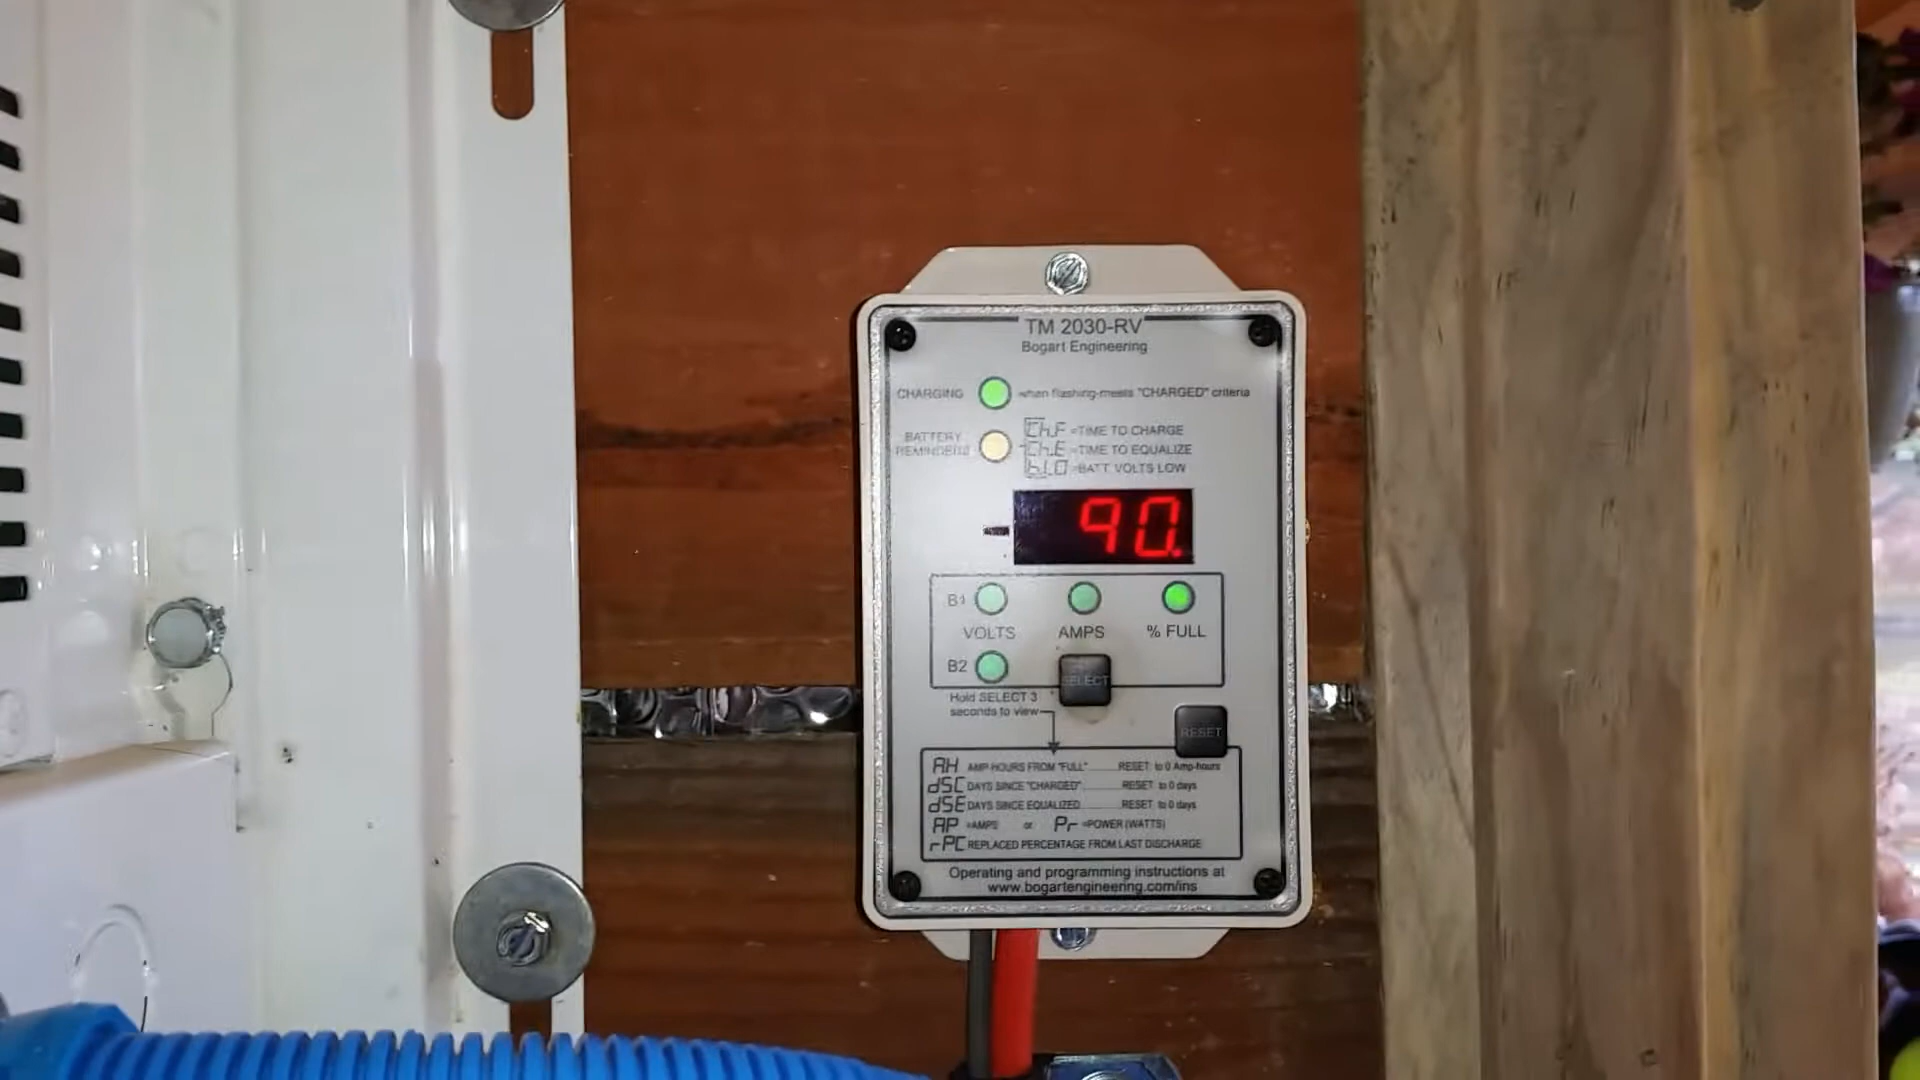 TM 2030-RV
Bogart Engineering
CHARGING when flashing-meets "CHARGED" criteria
BATTERY REMINDERS
Ch.F =TIME TO CHARGE
Ch.E =TIME TO EQUALIZE
b.LO =BATT VOLTS LOW
90.
B1
VOLTS AMPS % FULL
B2 SELECT
Hold SELECT 3
seconds to view
RESET
AH AMP-HOURS FROM "FULL" RESET to 0 Amp-hours
dSC DAYS SINCE "CHARGED" RESET to 0 days
dSE DAYS SINCE EQUALIZED RESET to 0 days
AP =AMPS or Pr =POWER (WATTS)
rPC REPLACED PERCENTAGE FROM LAST DISCHARGE
Operating and programming instructions at
www.bogartengineering.com/ins